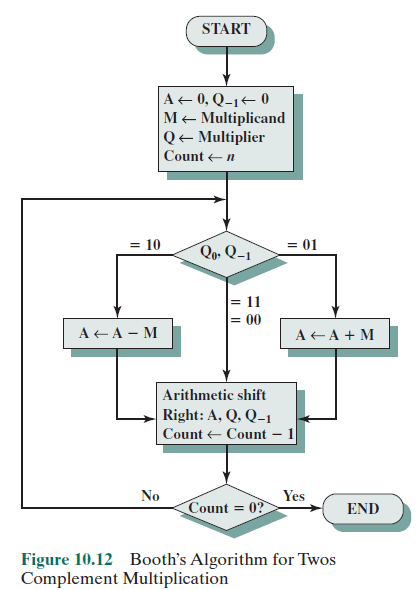 START
A ← 0, Q₋₁ ← 0
M ← Multiplicand
Q ← Multiplier
Count ← n
= 10
Q₀, Q₋₁
= 01
= 11
= 00
A ← A − M
A ← A + M
Arithmetic shift
Right: A, Q, Q₋₁
Count ← Count − 1
No
Count = 0?
Yes
END
Figure 10.12 Booth's Algorithm for Twos
Complement Multiplication